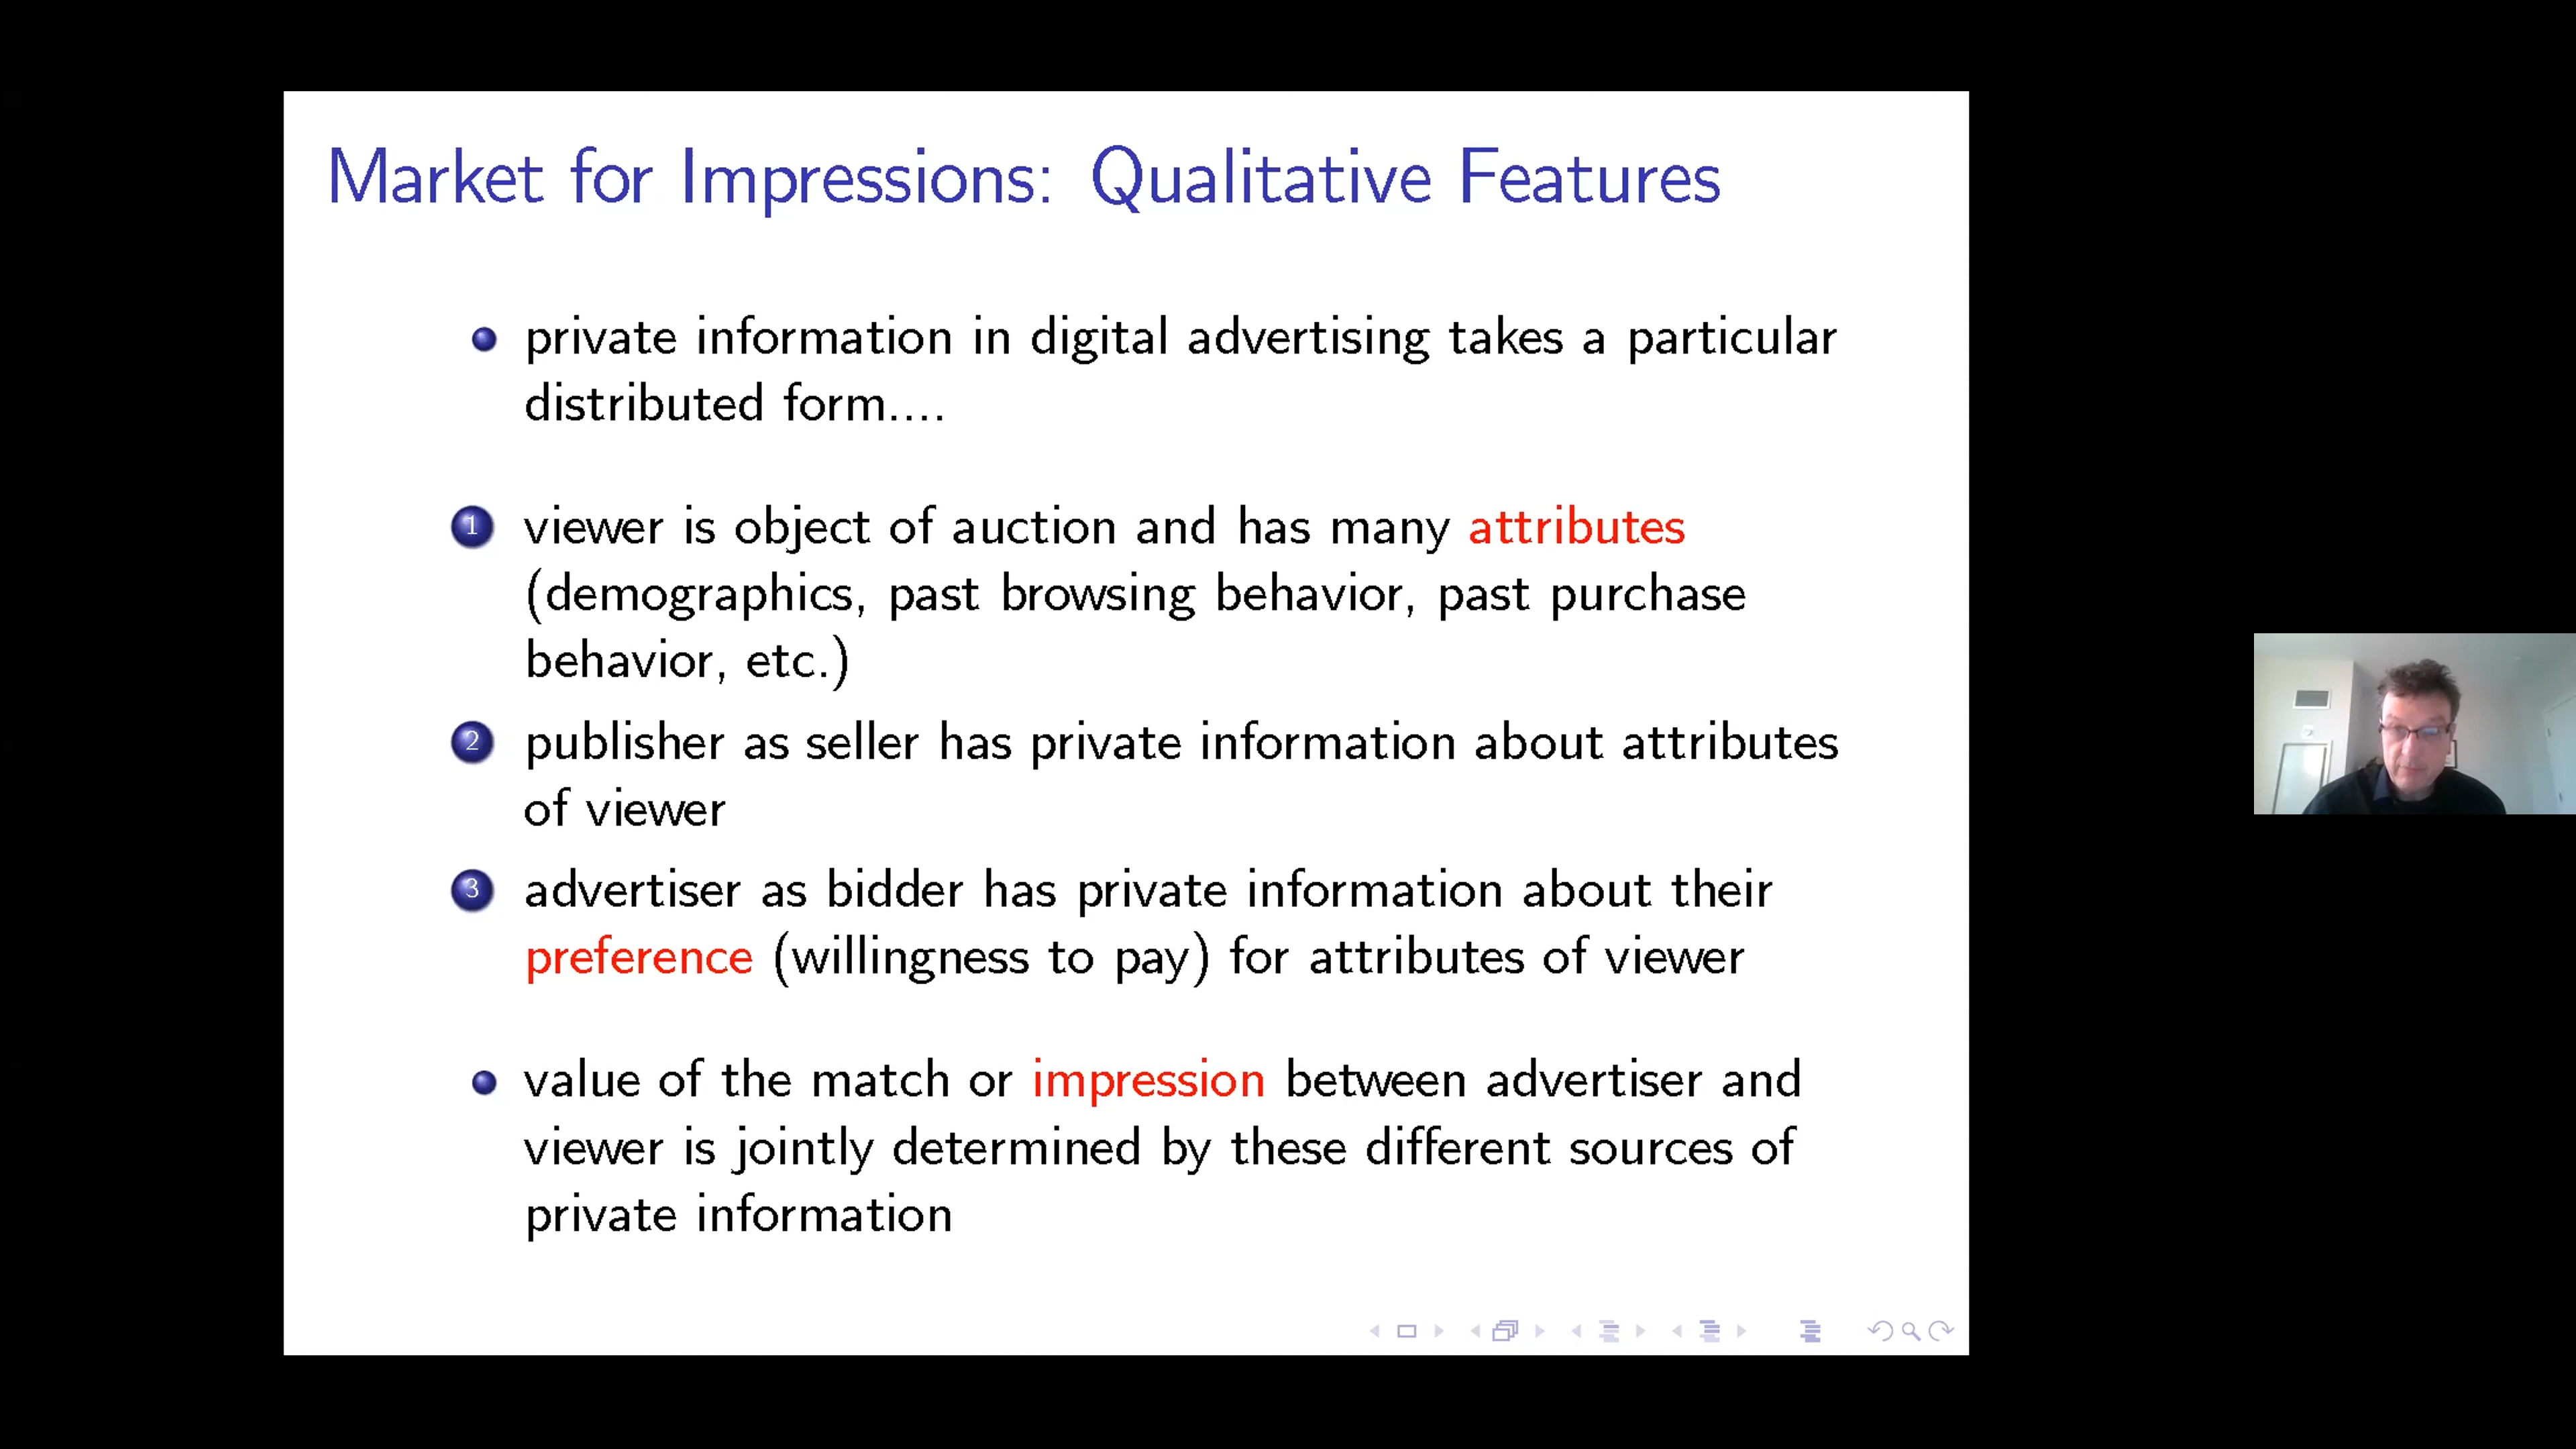 Market for Impressions: Qualitative Features
private information in digital advertising takes a particular
distributed form....
1 viewer is object of auction and has many attributes
(demographics, past browsing behavior, past purchase
behavior, etc.)
2 publisher as seller has private information about attributes
of viewer
3 advertiser as bidder has private information about their
preference (willingness to pay) for attributes of viewer
value of the match or impression between advertiser and
viewer is jointly determined by these different sources of
private information